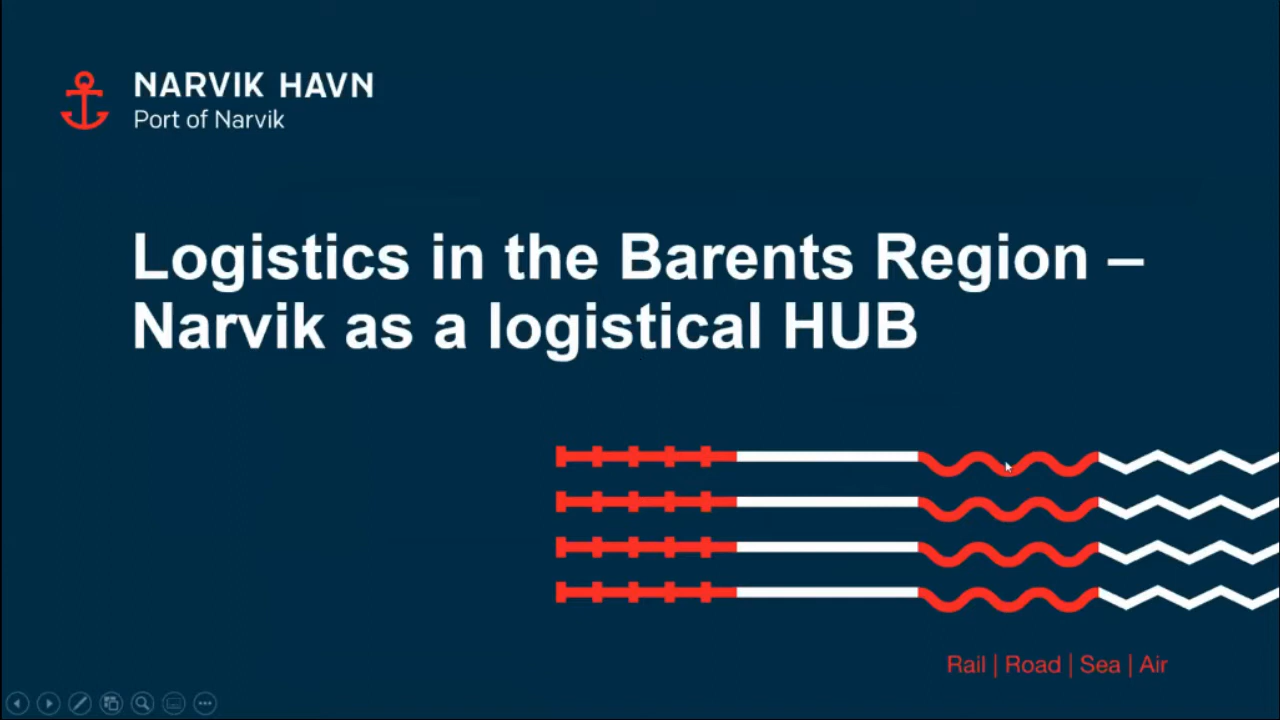 NARVIK HAVN
Port of Narvik
Logistics in the Barents Region –
Narvik as a logistical HUB
Rail | Road | Sea | Air